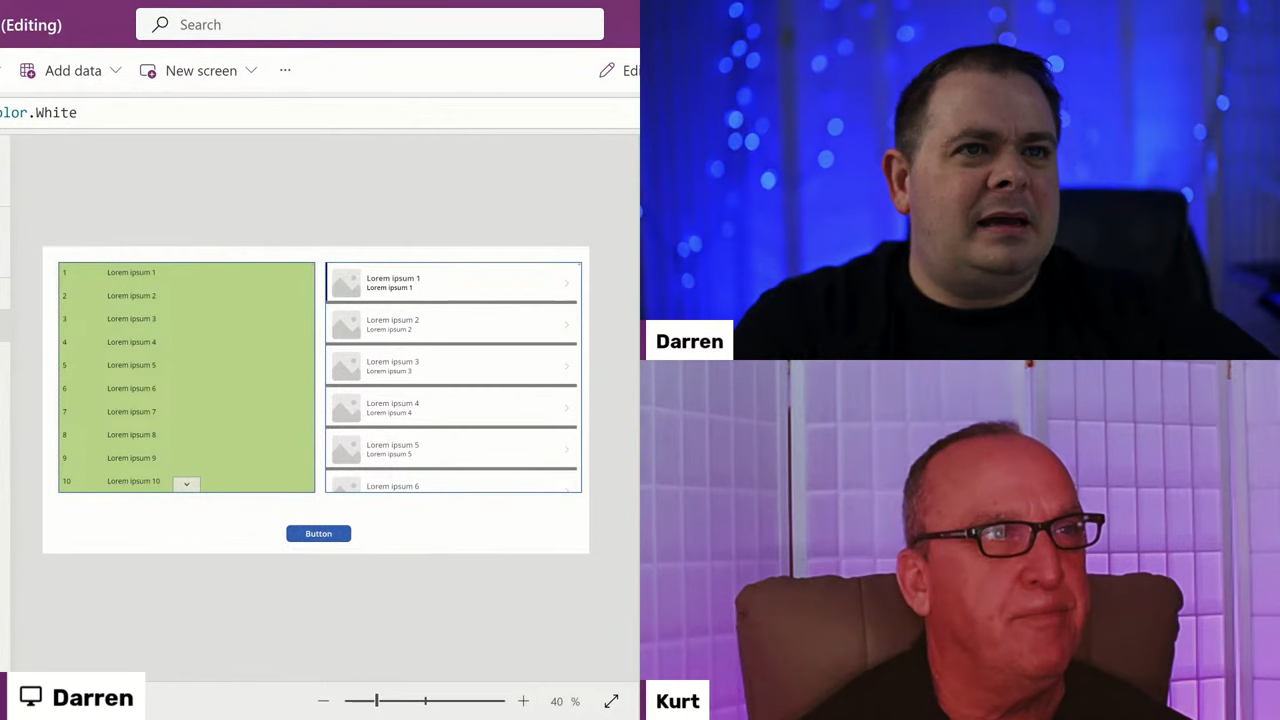 (Editing)
Search
Add data
New screen
...
Edi
olor.White
1 Lorem ipsum 1
2 Lorem ipsum 2
3 Lorem ipsum 3
4 Lorem ipsum 4
5 Lorem ipsum 5
6 Lorem ipsum 6
7 Lorem ipsum 7
8 Lorem ipsum 8
9 Lorem ipsum 9
10 Lorem ipsum 10
Lorem ipsum 1
Lorem ipsum 1
Lorem ipsum 2
Lorem ipsum 2
Lorem ipsum 3
Lorem ipsum 3
Lorem ipsum 4
Lorem ipsum 4
Lorem ipsum 5
Lorem ipsum 5
Lorem ipsum 6
Button
Darren
40 %
Darren
Kurt